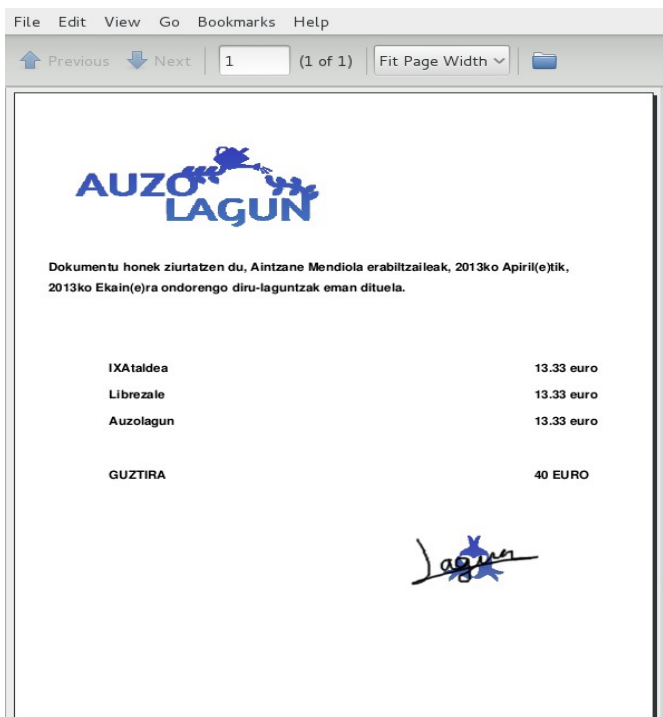 File Edit View Go Bookmarks Help
Previous Next 1 (1 of 1) Fit Page Width
AUZO
LAGUN
Dokumentu honek ziurtatzen du, Aintzane Mendiola erabiltzaileak, 2013ko Apiril(e)tik,
2013ko Ekain(e)ra ondorengo diru-laguntzak eman dituela.
IXAtaldea 13.33 euro
Librezale 13.33 euro
Auzolagun 13.33 euro
GUZTIRA 40 EURO
Lagun